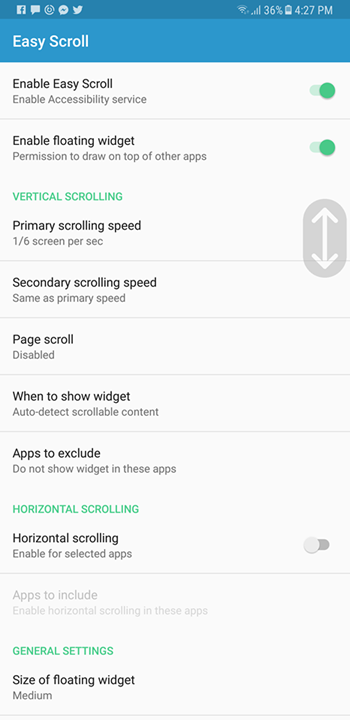 36% 4:27 PM
Easy Scroll
Enable Easy Scroll
Enable Accessibility service
Enable floating widget
Permission to draw on top of other apps
VERTICAL SCROLLING
Primary scrolling speed
1/6 screen per sec
Secondary scrolling speed
Same as primary speed
Page scroll
Disabled
When to show widget
Auto-detect scrollable content
Apps to exclude
Do not show widget in these apps
HORIZONTAL SCROLLING
Horizontal scrolling
Enable for selected apps
Apps to include
Enable horizontal scrolling in these apps
GENERAL SETTINGS
Size of floating widget
Medium